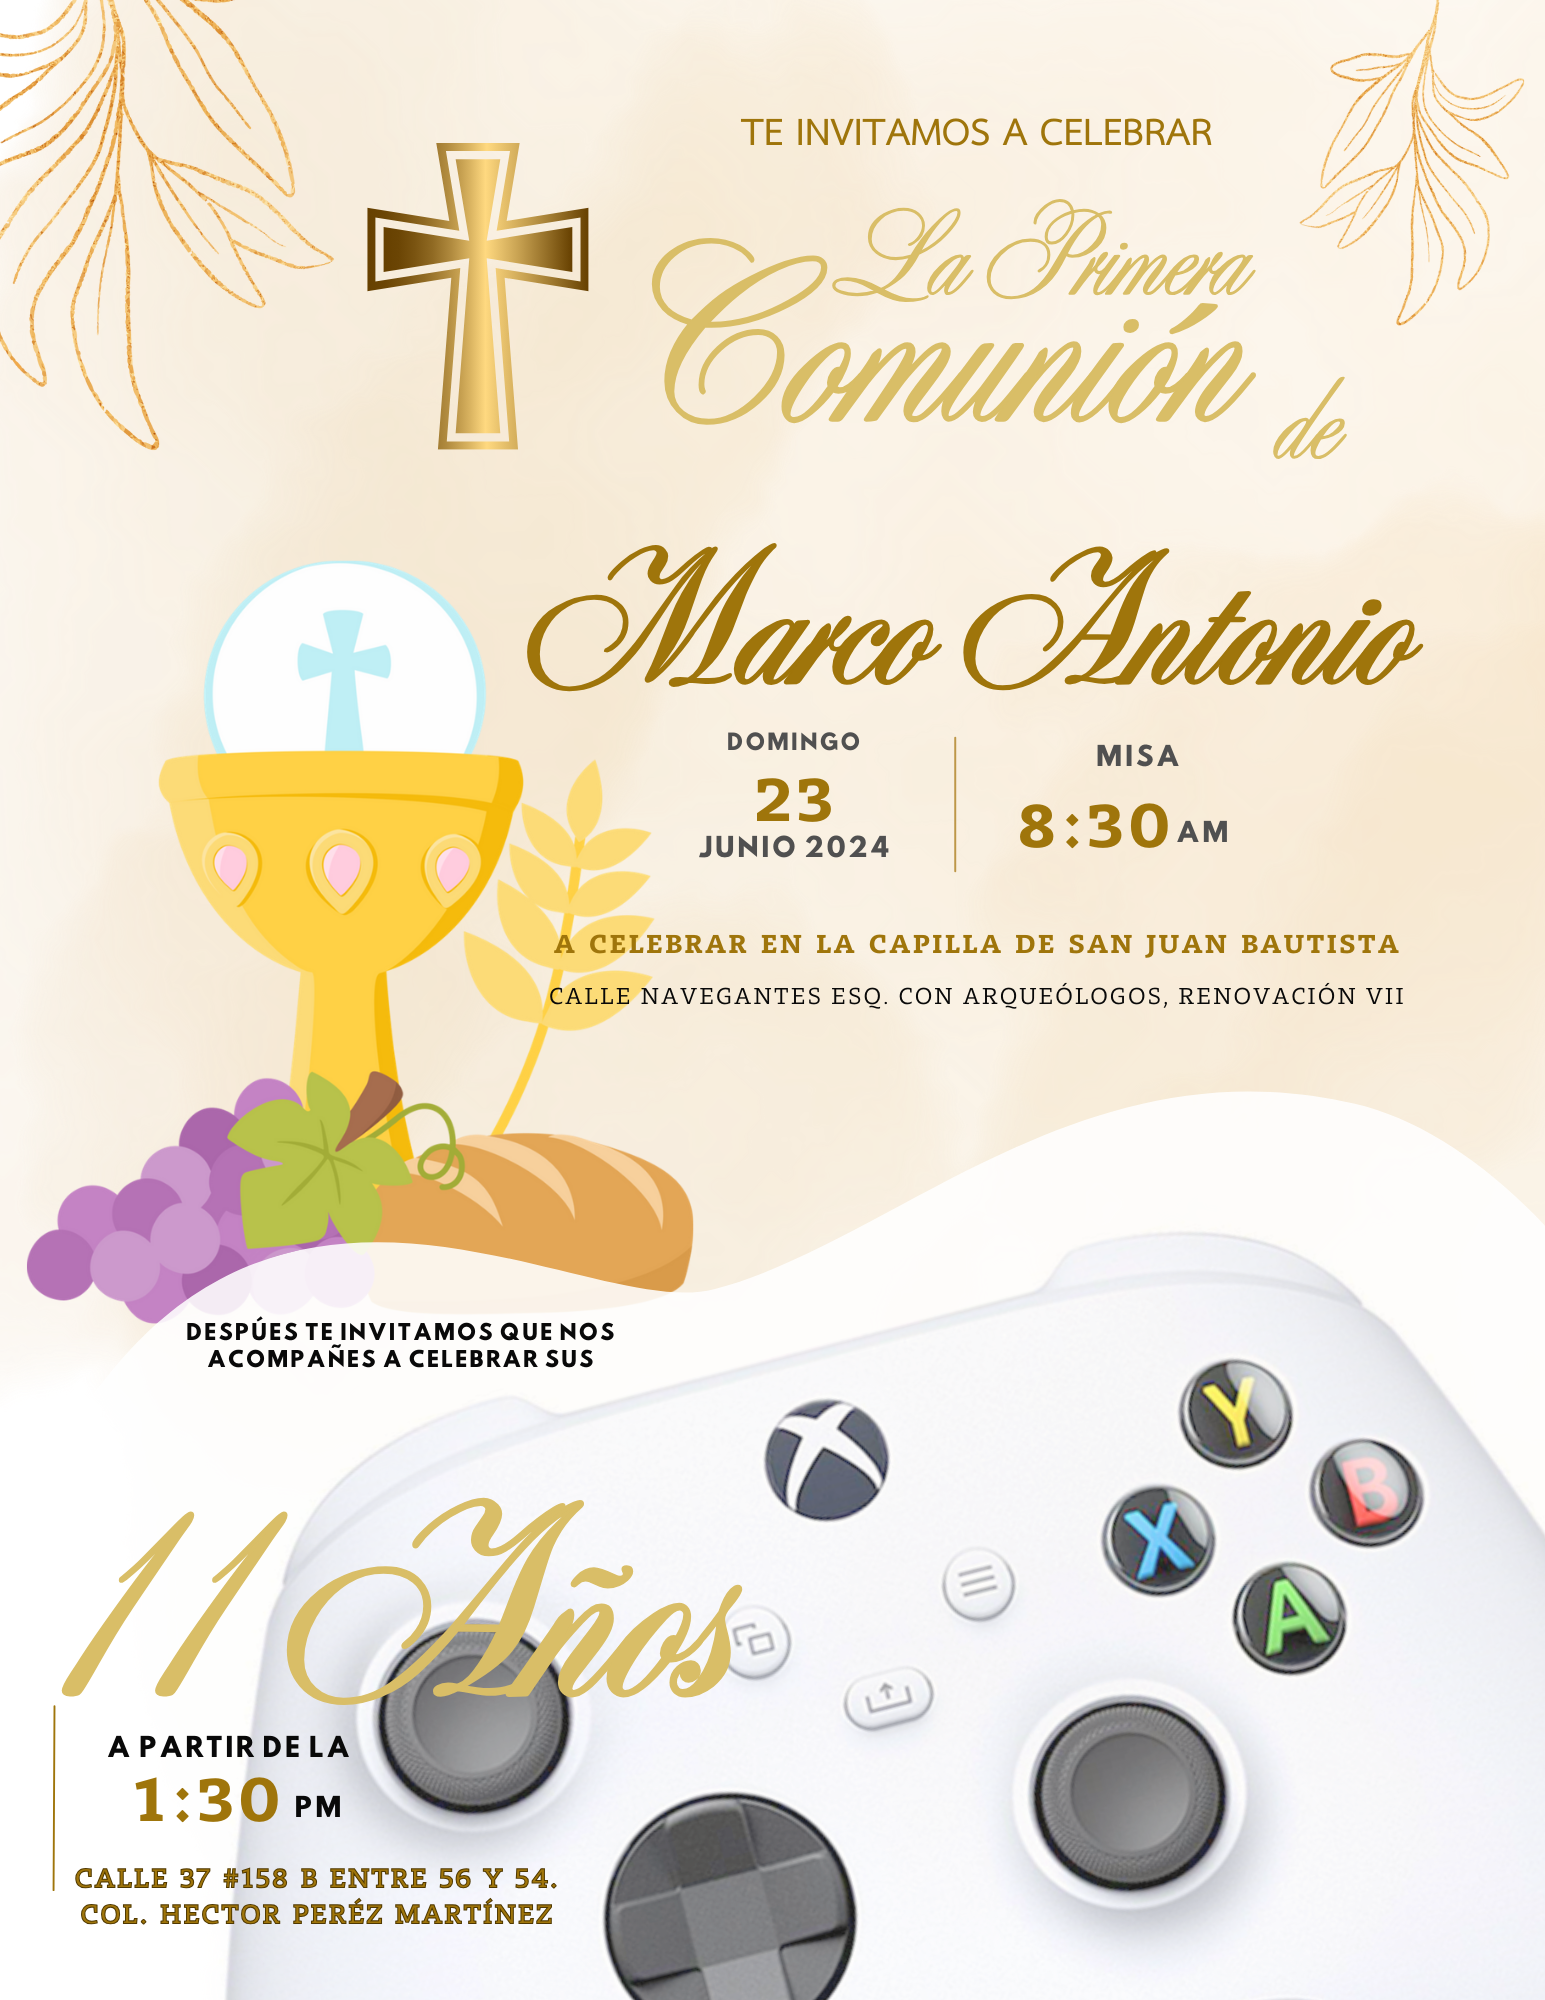 TE INVITAMOS A CELEBRAR
La Primera
Comunión
de
Marco Antonio
DOMINGO
23
JUNIO 2024
MISA
8:30 AM
A CELEBRAR EN LA CAPILLA DE SAN JUAN BAUTISTA
CALLE NAVEGANTES ESQ. CON ARQUEÓLOGOS, RENOVACIÓN VII
DESPÚES TE INVITAMOS QUE NOS
ACOMPAÑES A CELEBRAR SUS
Y
B
X
A
11 Años
A PARTIR DE LA
1:30 PM
CALLE 37 #158 B ENTRE 56 Y 54.
COL. HECTOR PERÉZ MARTÍNEZ